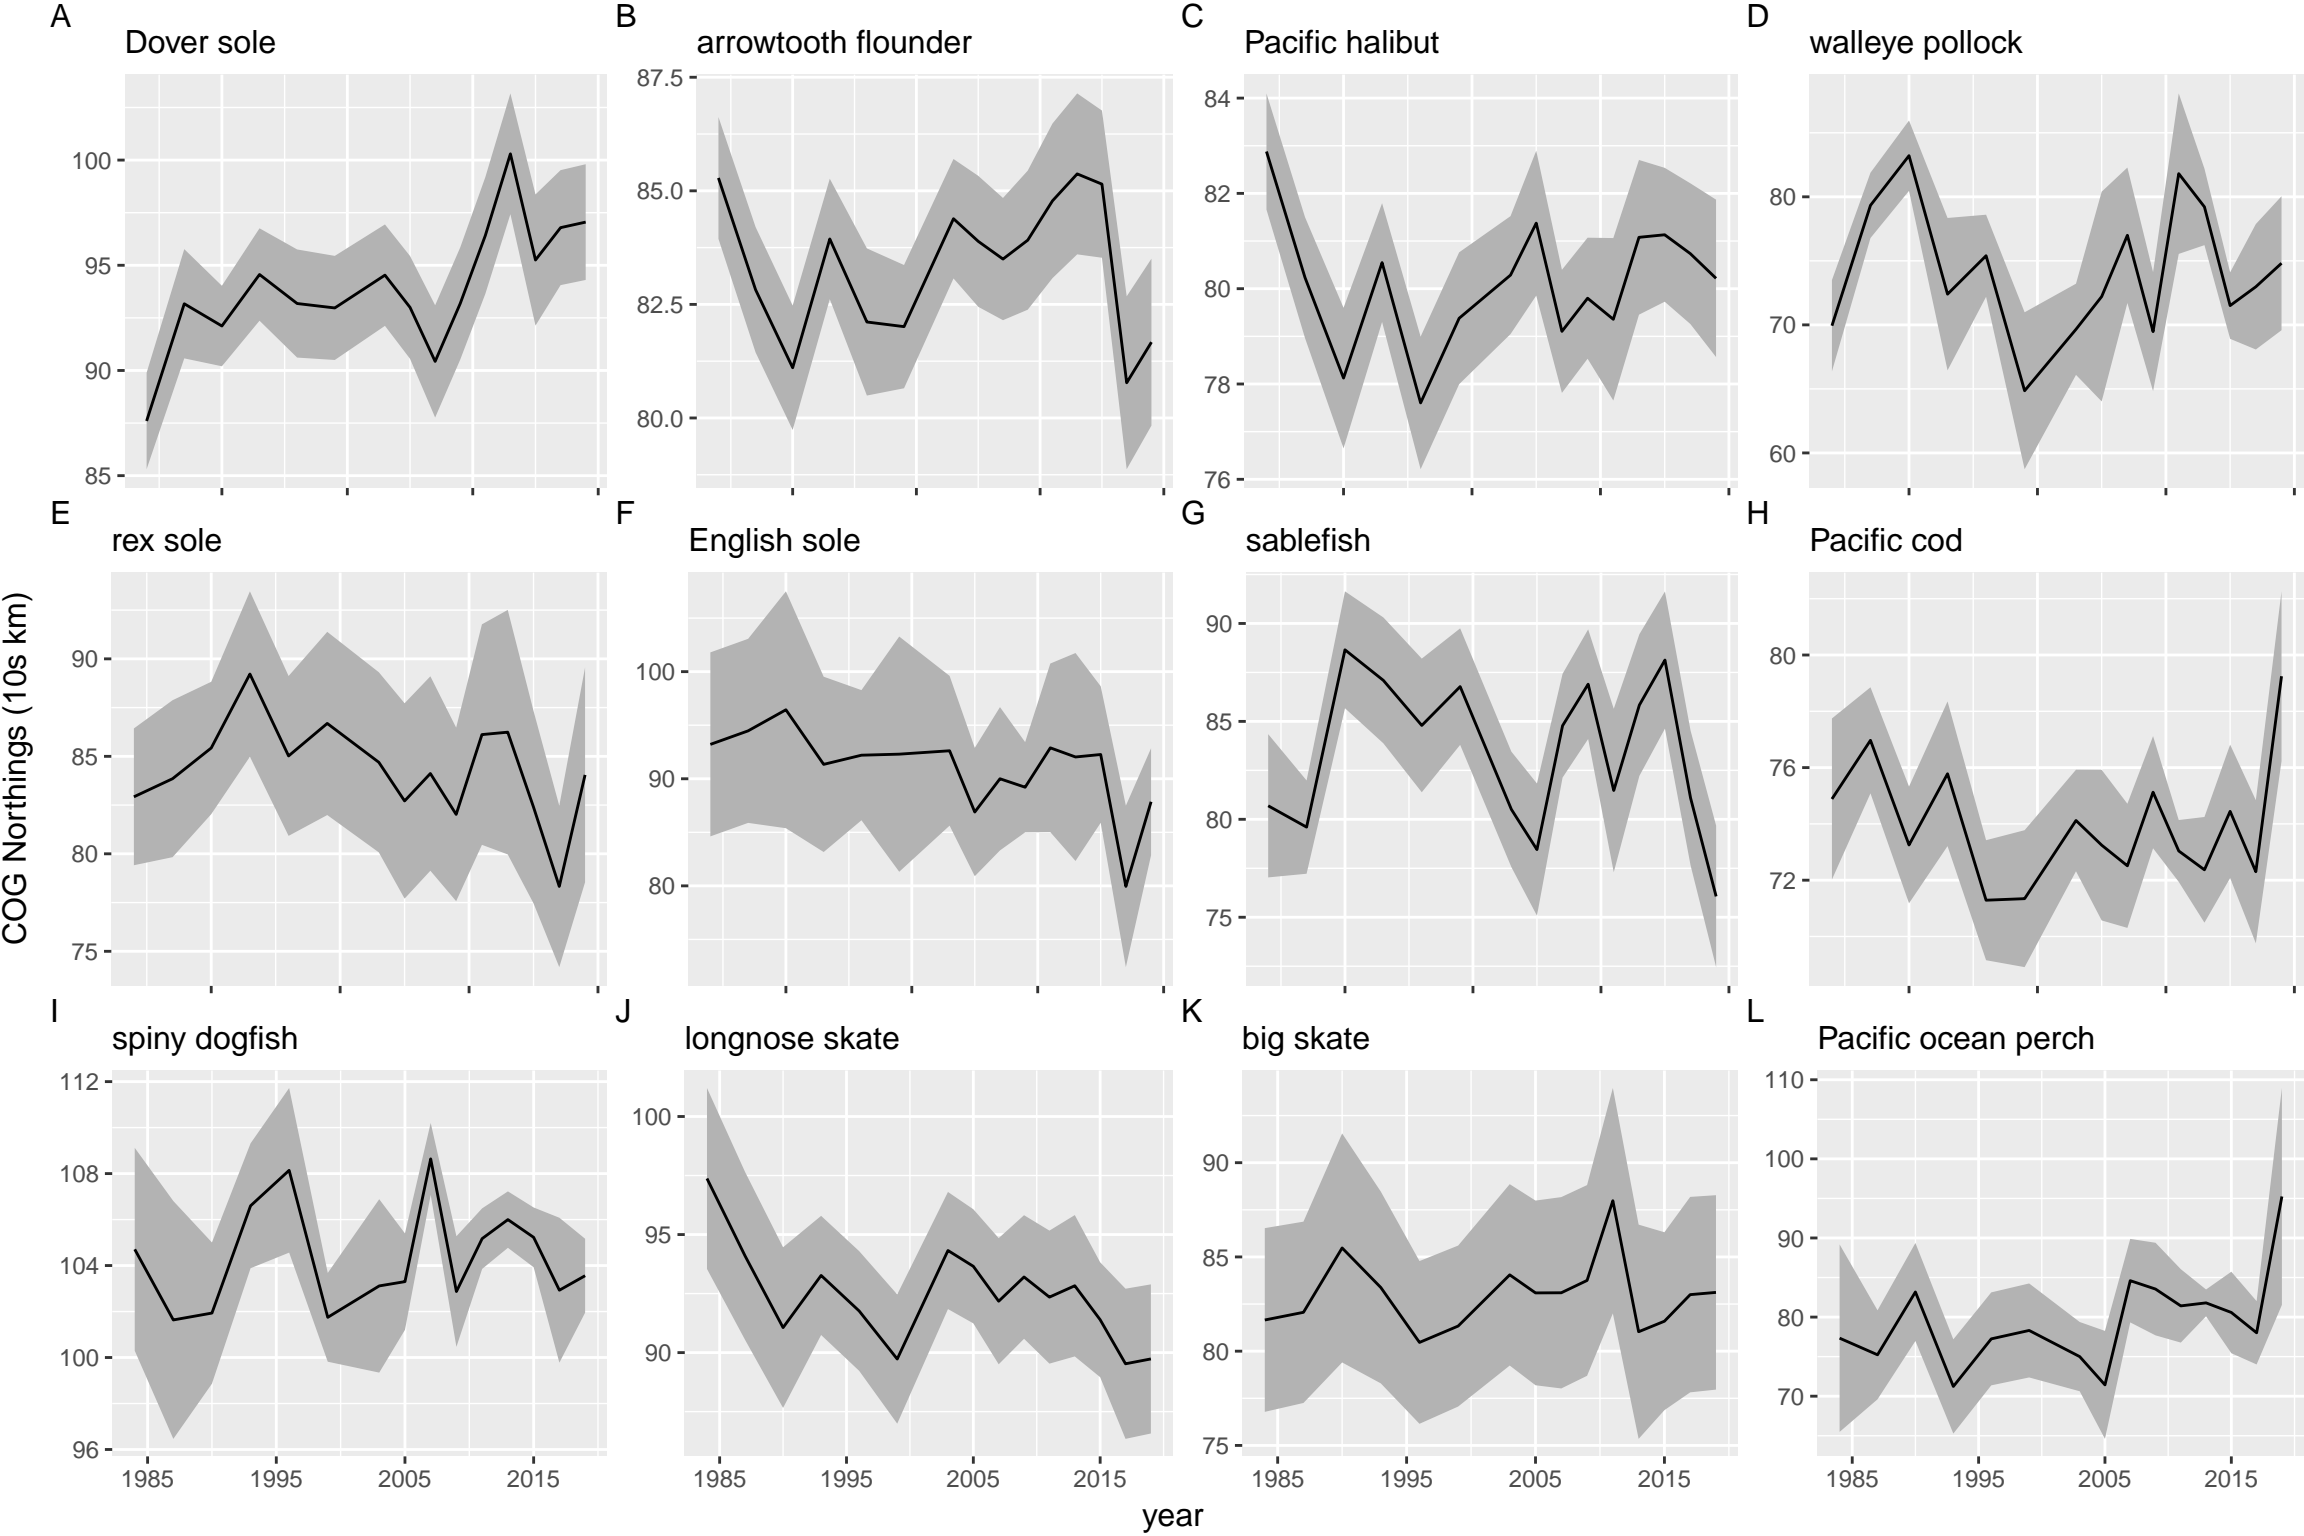 A
Dover sole
100
95
90
85
B
arrowtooth flounder
87.5
85.0
82.5
80.0
C
Pacific halibut
84
82
80
78
76
D
walleye pollock
80
70
60
COG Northings (10s km)
E
rex sole
90
85
80
75
F
English sole
100
90
80
G
sablefish
90
85
80
75
H
Pacific cod
80
76
72
I
spiny dogfish
112
108
104
100
96
1985 1995 2005 2015
J
longnose skate
100
95
90
1985 1995 2005 2015
K
big skate
90
85
80
75
1985 1995 2005 2015
L
Pacific ocean perch
110
100
90
80
70
1985 1995 2005 2015
year